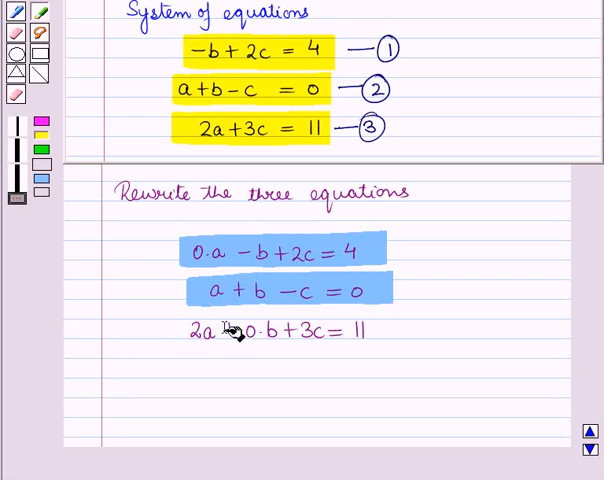 System of equations
-b + 2c = 4 — 1
a + b - c = 0 — 2
2a + 3c = 11 — 3
Rewrite the three equations
0.a - b + 2c = 4
a + b - c = 0
2a 0.b + 3c = 11